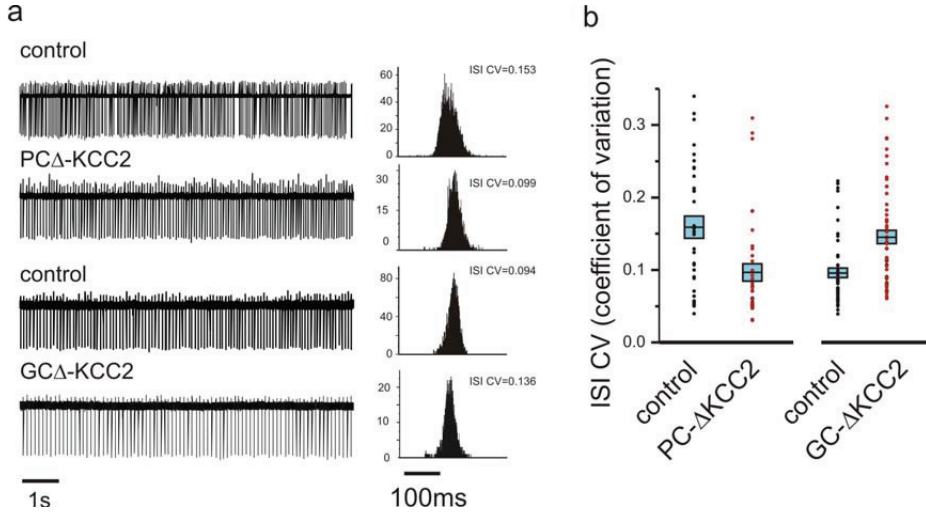 a
control
ISI CV=0.153
60
40
20
0
PCΔ-KCC2
ISI CV=0.099
30
15
0
control
ISI CV=0.094
80
40
0
GCΔ-KCC2
ISI CV=0.136
20
10
0
1s
100ms
b
ISI CV (coefficient of variation)
0.3
0.2
0.1
0.0
control
PC-ΔKCC2
control
GC-ΔKCC2